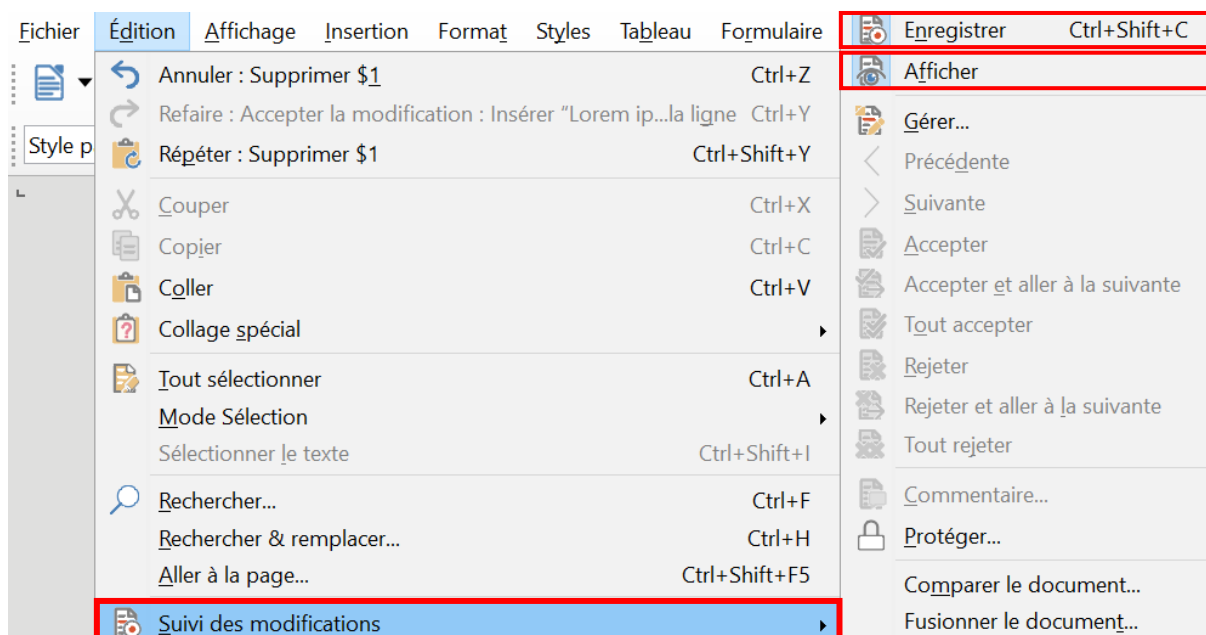 Fichier Édition Affichage Insertion Format Styles Tableau Formulaire
Style p
Annuler : Supprimer $1 Ctrl+Z
Refaire : Accepter la modification : Insérer “Lorem ip...la ligne Ctrl+Y
Répéter : Supprimer $1 Ctrl+Shift+Y
Couper Ctrl+X
Copier Ctrl+C
Coller Ctrl+V
Collage spécial
Tout sélectionner Ctrl+A
Mode Sélection
Sélectionner le texte Ctrl+Shift+I
Rechercher... Ctrl+F
Rechercher & remplacer... Ctrl+H
Aller à la page... Ctrl+Shift+F5
Suivi des modifications
Enregistrer Ctrl+Shift+C
Afficher
Gérer...
Précédente
Suivante
Accepter
Accepter et aller à la suivante
Tout accepter
Rejeter
Rejeter et aller à la suivante
Tout rejeter
Commentaire...
Protéger...
Comparer le document...
Fusionner le document...